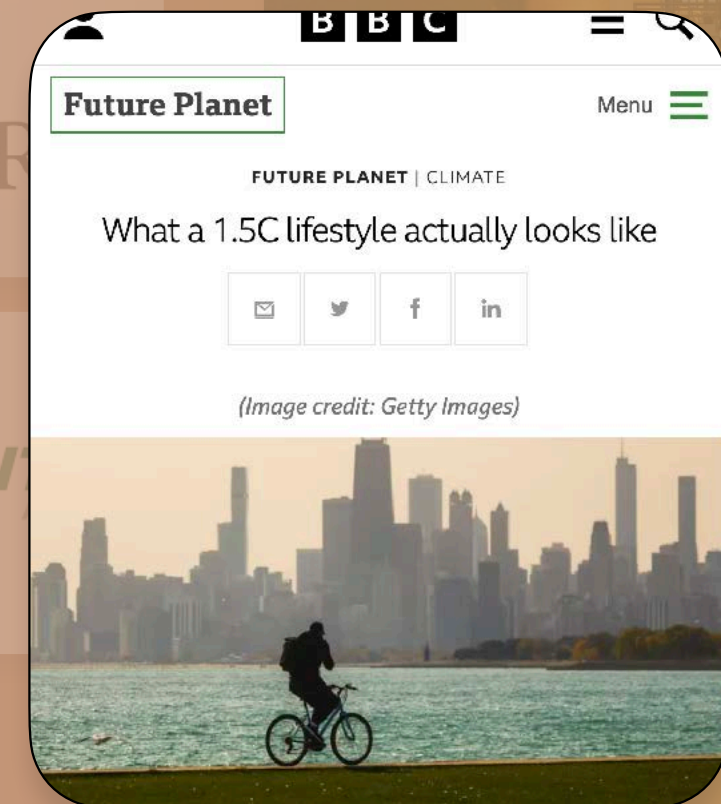 BBC
Future Planet
Menu
FUTURE PLANET | CLIMATE
What a 1.5C lifestyle actually looks like
f
in
(Image credit: Getty Images)
R